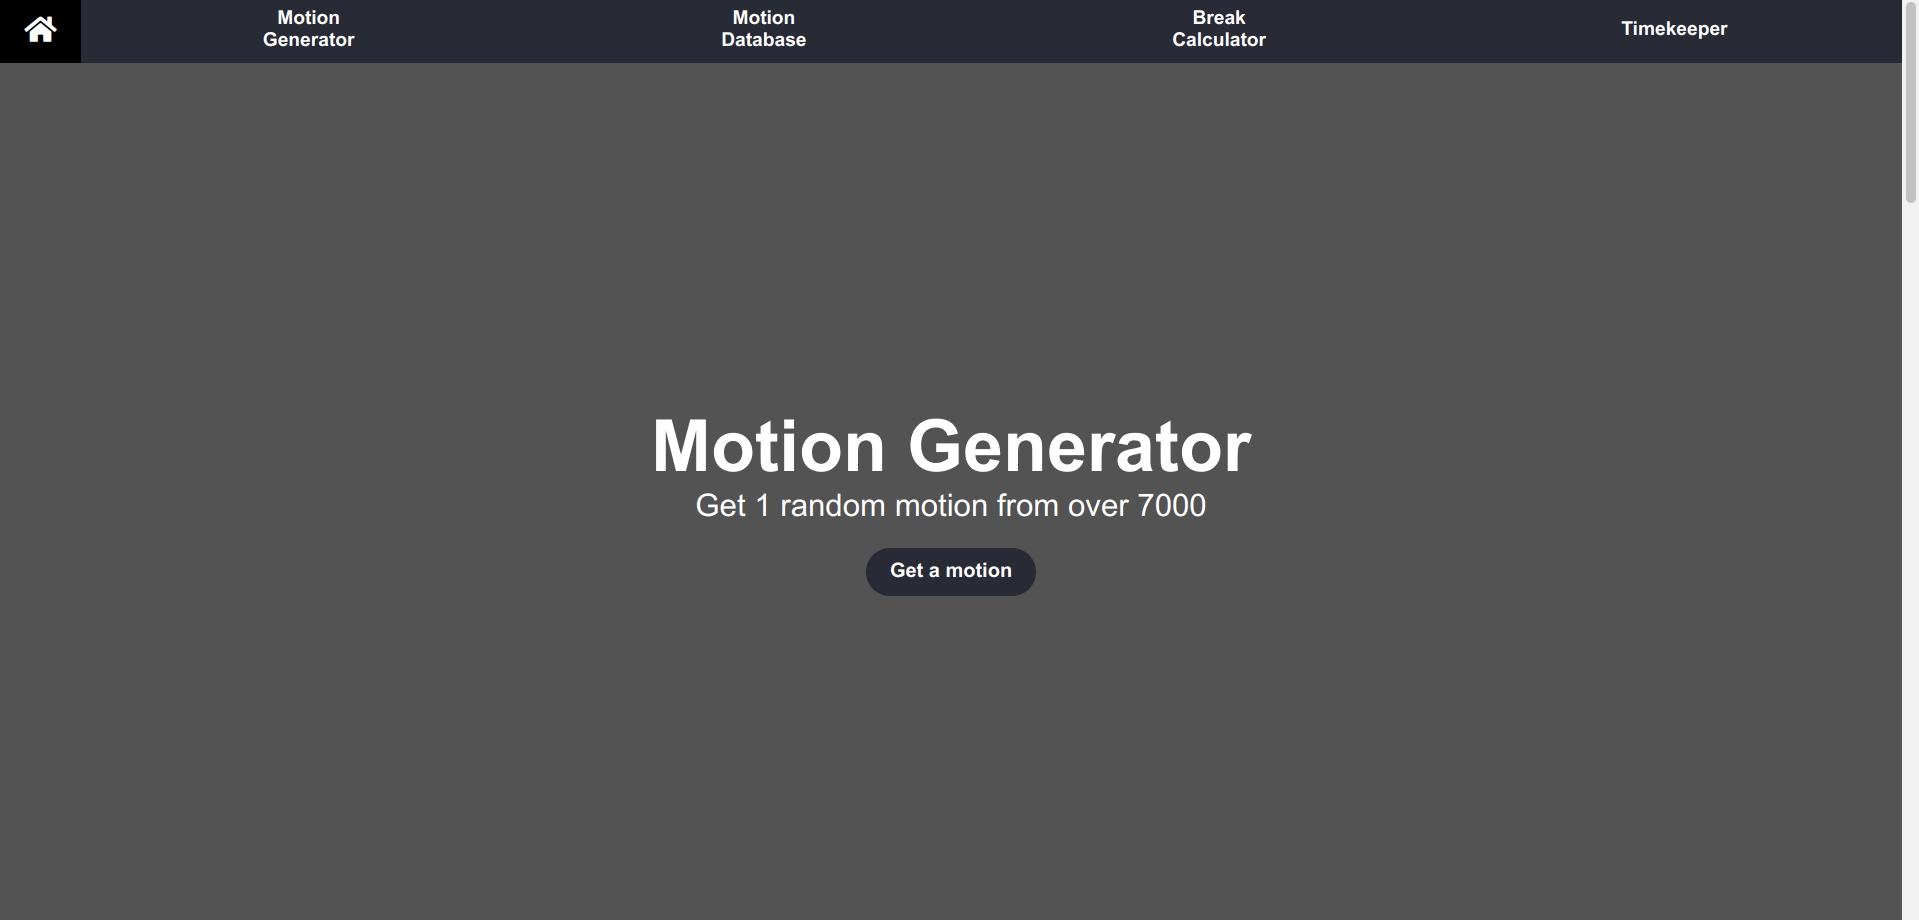 Motion
Generator
Motion
Database
Break
Calculator
Timekeeper
Motion Generator
Get 1 random motion from over 7000
Get a motion